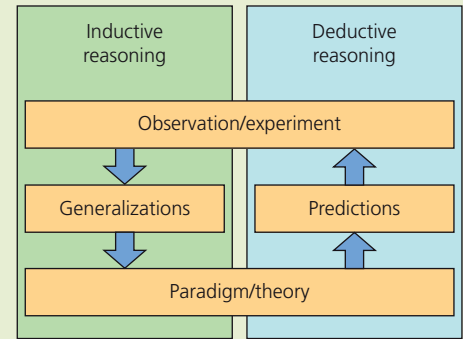 Inductive
reasoning
Deductive
reasoning
Observation/experiment
Generalizations
Predictions
Paradigm/theory